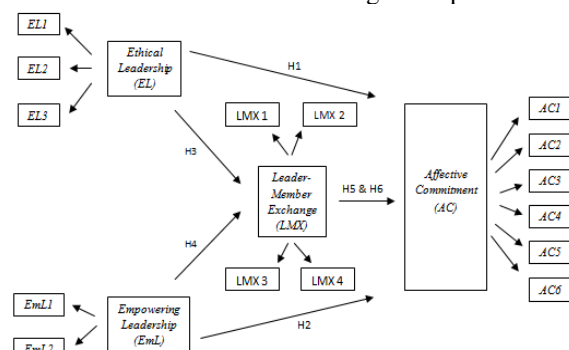 EL1
EL2
EL3
Ethical
Leadership
(EL)
H1
LMX 1
LMX 2
H3
Leader-
Member
Exchange
(LMX)
H5 & H6
Affective
Commitment
(AC)
AC1
AC2
AC3
AC4
AC5
AC6
H4
LMX 3
LMX 4
EmL1
EmL2
Empowering
Leadership
(EmL)
H2